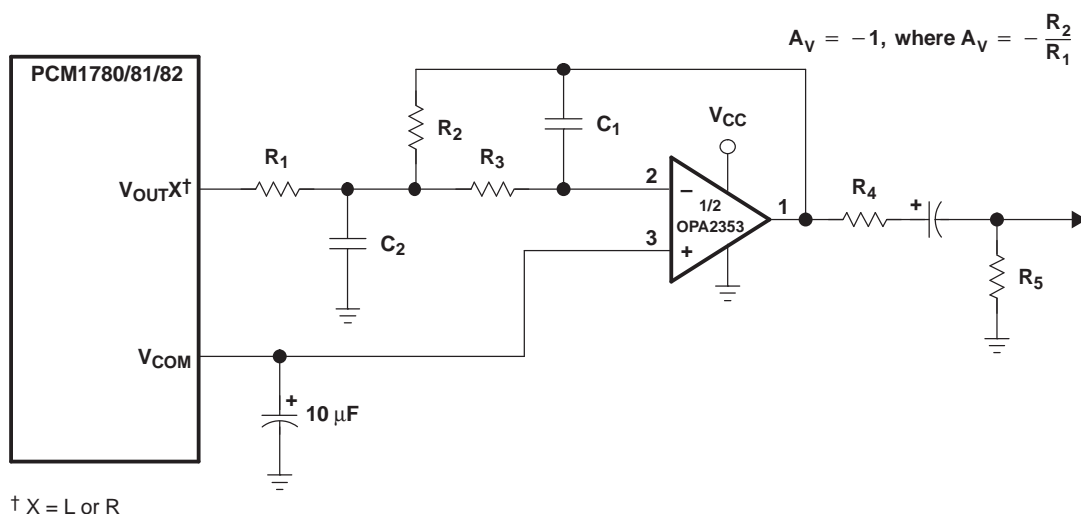 A_V = −1, where A_V = − R_2 / R_1
PCM1780/81/82
R_2
C_1
V_CC
R_1
R_3
V_OUTX†
2
−
1/2
OPA2353
1
R_4
+
3
+
C_2
R_5
V_COM
+
10 μF
† X = L or R